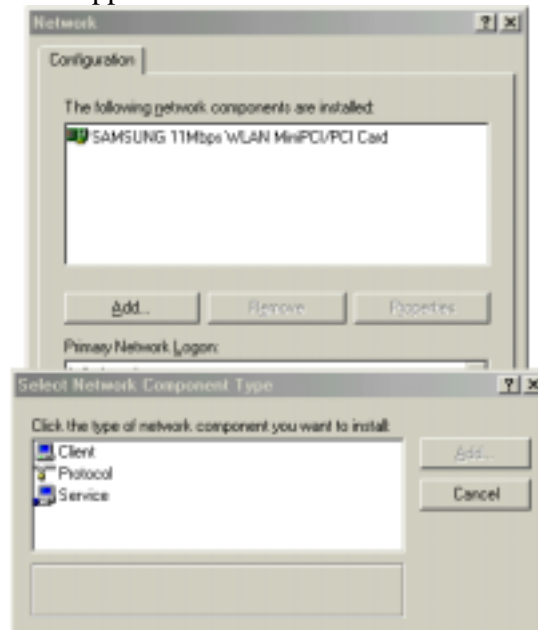 Network
Configuration
The following network components are installed:
SAMSUNG 11Mbps WLAN MiniPCI/PCI Card
Add...
Remove
Properties
Primary Network Logon:
Select Network Component Type
Click the type of network component you want to install:
Client
Protocol
Service
Add...
Cancel